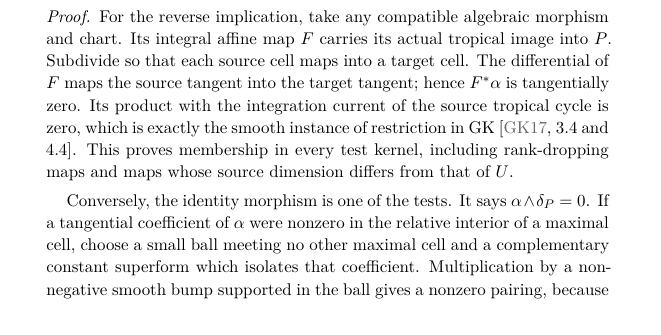 Proof. For the reverse implication, take any compatible algebraic morphism
and chart. Its integral affine map F carries its actual tropical image into P.
Subdivide so that each source cell maps into a target cell. The differential of
F maps the source tangent into the target tangent; hence F*α is tangentially
zero. Its product with the integration current of the source tropical cycle is
zero, which is exactly the smooth instance of restriction in GK [GK17, 3.4 and
4.4]. This proves membership in every test kernel, including rank-dropping
maps and maps whose source dimension differs from that of U.
Conversely, the identity morphism is one of the tests. It says α∧δ_P = 0. If
a tangential coefficient of α were nonzero in the relative interior of a maximal
cell, choose a small ball meeting no other maximal cell and a complementary
constant superform which isolates that coefficient. Multiplication by a non-
negative smooth bump supported in the ball gives a nonzero pairing, because